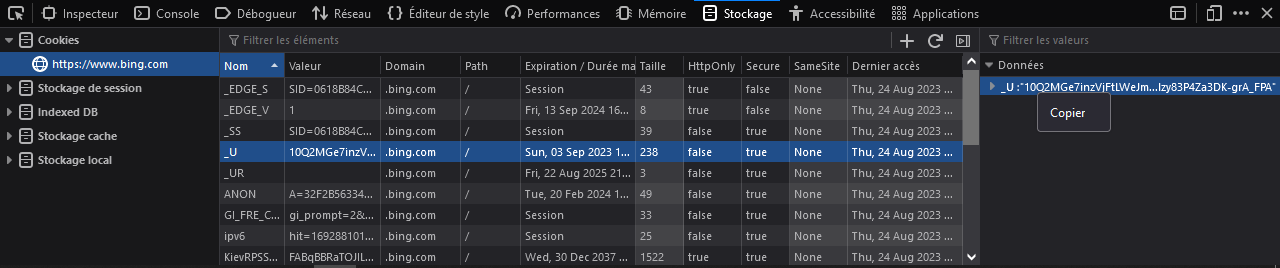 Inspecteur Console Débogueur Réseau Éditeur de style Performances Mémoire Stockage Accessibilité Applications
Cookies
https://www.bing.com
Stockage de session
Indexed DB
Stockage cache
Stockage local
Filtrer les éléments
Nom Valeur Domain Path Expiration / Durée ma Taille HttpOnly Secure SameSite Dernier accès
_EDGE_S SID=0618B84C... .bing.com / Session 43 true false None Thu, 24 Aug 2023 ...
_EDGE_V 1 .bing.com / Fri, 13 Sep 2024 16... 8 true false None Thu, 24 Aug 2023 ...
_SS SID=0618B84C... .bing.com / Session 39 false true None Thu, 24 Aug 2023 ...
_U 10Q2MGe7inzV... .bing.com / Sun, 03 Sep 2023 1... 238 false true None Thu, 24 Aug 2023 ...
_UR .bing.com / Fri, 22 Aug 2025 21... 3 false true None Thu, 24 Aug 2023 ...
ANON A=32F2B56334... .bing.com / Tue, 20 Feb 2024 1... 49 false true None Thu, 24 Aug 2023 ...
GI_FRE_C... gi_prompt=2&... .bing.com / Session 33 false true None Thu, 24 Aug 2023 ...
ipv6 hit=169288101... .bing.com / Session 25 false true None Thu, 24 Aug 2023 ...
KievRPSS... FABqBBRaTOJIL... .bing.com / Wed, 30 Dec 2037 ... 1522 true true None Thu, 24 Aug 2023 ...
Filtrer les valeurs
Données
_U :"10Q2MGe7inzVjFtLWeJm...Izy83P4Za3DK-grA_FPA"
Copier